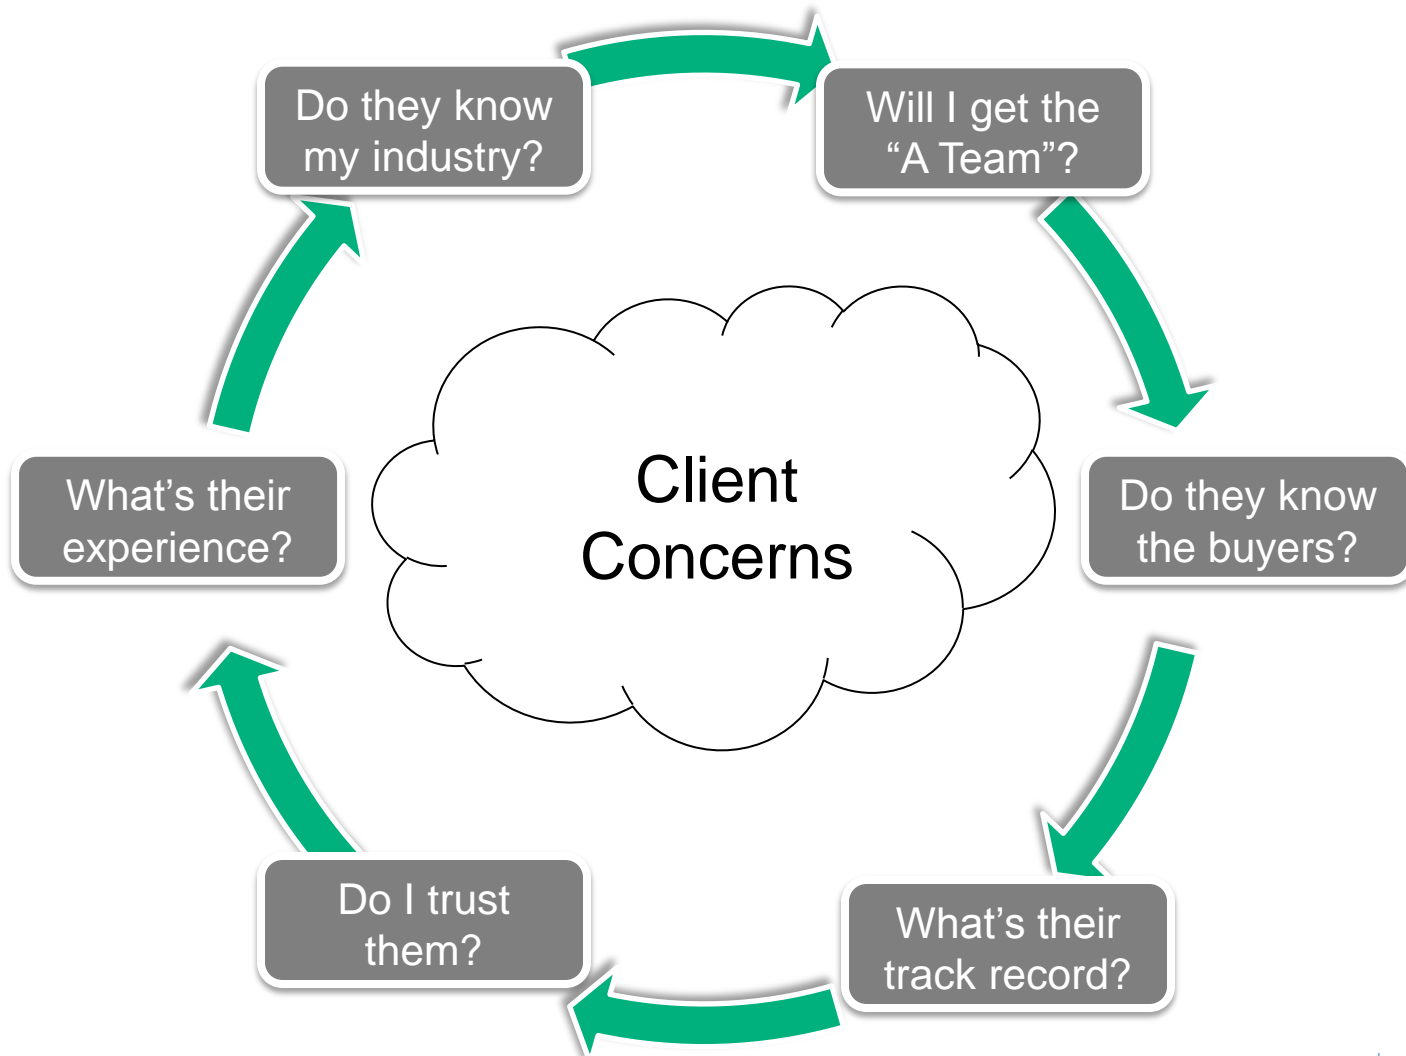 Do they know
my industry?
Will I get the
“A Team”?
What’s their
experience?
Client
Concerns
Do they know
the buyers?
Do I trust
them?
What’s their
track record?